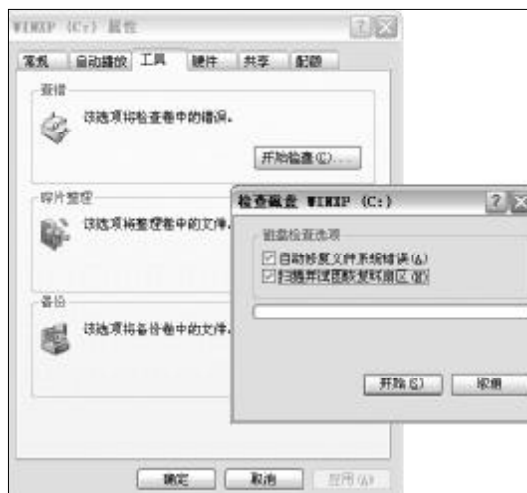 WINXP (C:) 属性
常规 自动播放 工具 硬件 共享 配额
查错
该选项将检查卷中的错误。
开始检查(C)...
碎片整理
该选项将整理卷中的文件。
备份
该选项将备份卷中的文件。
确定 取消 应用(A)
检查磁盘 WINXP (C:)
磁盘检查选项
自动修复文件系统错误(A)
扫描并试图恢复坏扇区(N)
开始(S) 取消